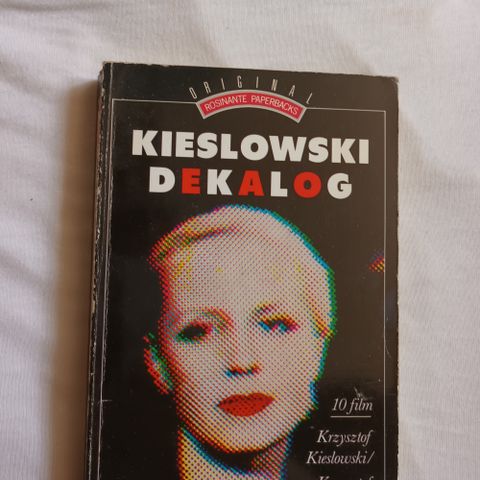 ORIGINAL
ROSINANTE PAPERBACKS
KIESLOWSKI
DEKALOG
10 film
Krzysztof
Kieslowski/